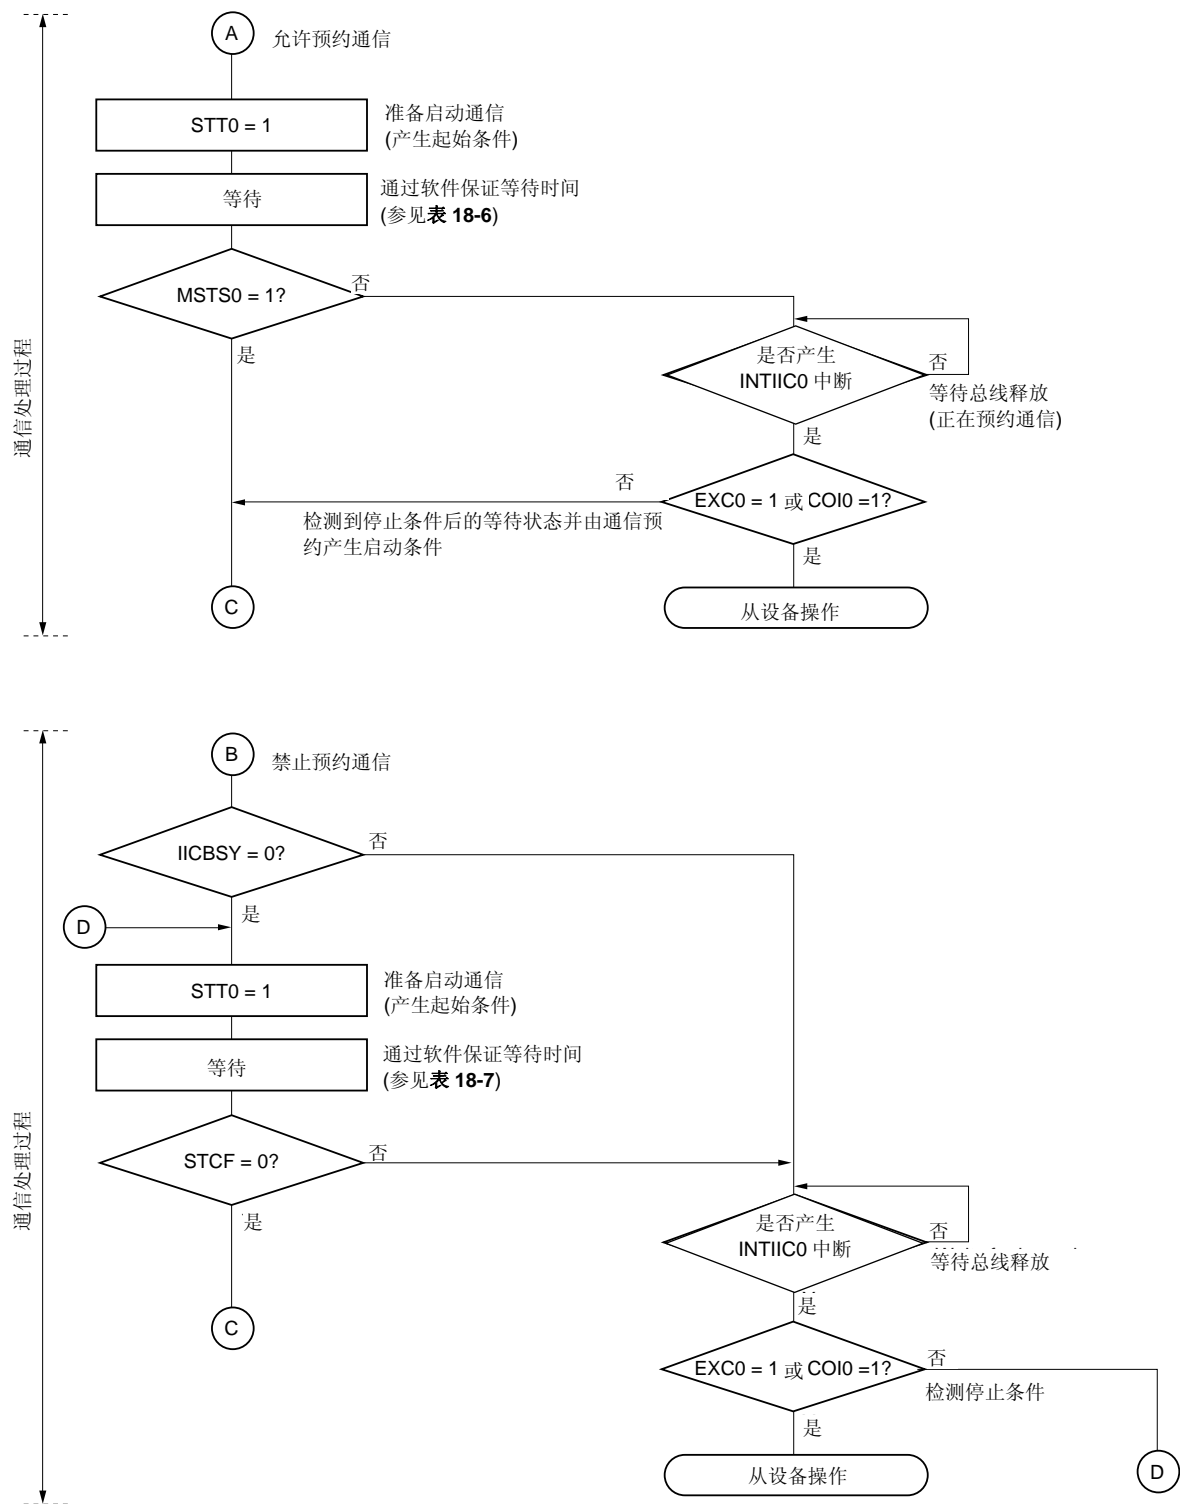 A
允许预约通信
STT0 = 1
准备启动通信
(产生起始条件)
等待
通过软件保证等待时间
(参见表 18-6)
MSTS0 = 1?
否
是
是否产生
INTIIC0 中断
否
等待总线释放
(正在预约通信)
是
EXC0 = 1 或 COI0 =1?
否
检测到停止条件后的等待状态并由通信预
约产生启动条件
是
C
从设备操作
通信处理过程
B
禁止预约通信
IICBSY = 0?
否
是
D
STT0 = 1
准备启动通信
(产生起始条件)
等待
通过软件保证等待时间
(参见表 18-7)
STCF = 0?
否
是
是否产生
INTIIC0 中断
否
等待总线释放
是
C
EXC0 = 1 或 COI0 =1?
否
检测停止条件
是
从设备操作
D
通信处理过程